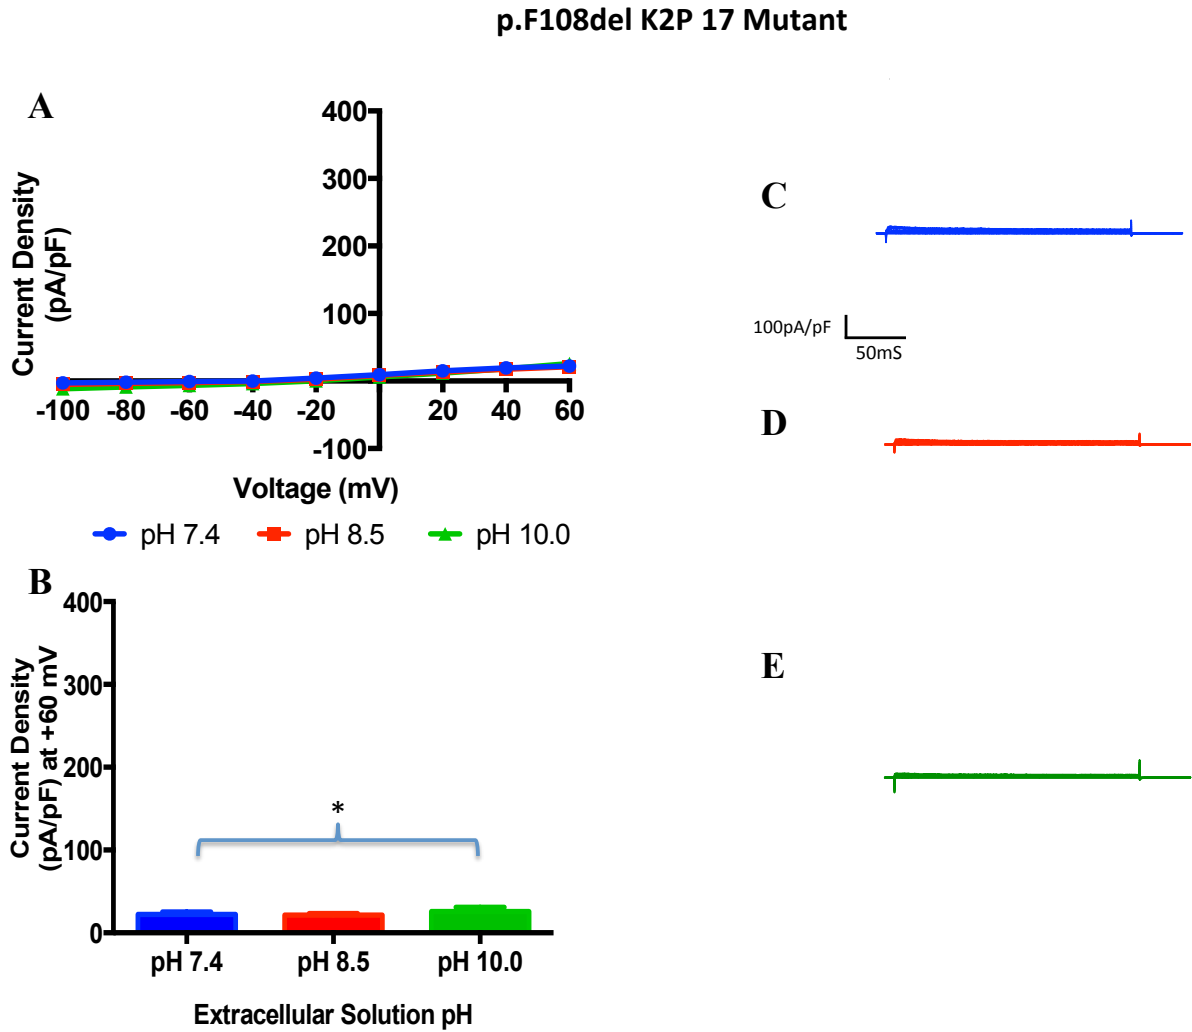 p.F108del K2P 17 Mutant
A
400
300
200
100
-100
-100 -80 -60 -40 -20 20 40 60
Current Density
(pA/pF)
Voltage (mV)
pH 7.4 pH 8.5 pH 10.0
B
400
300
200
100
0
Current Density
(pA/pF) at +60 mV
*
pH 7.4 pH 8.5 pH 10.0
Extracellular Solution pH
C
100pA/pF
50mS
D
E